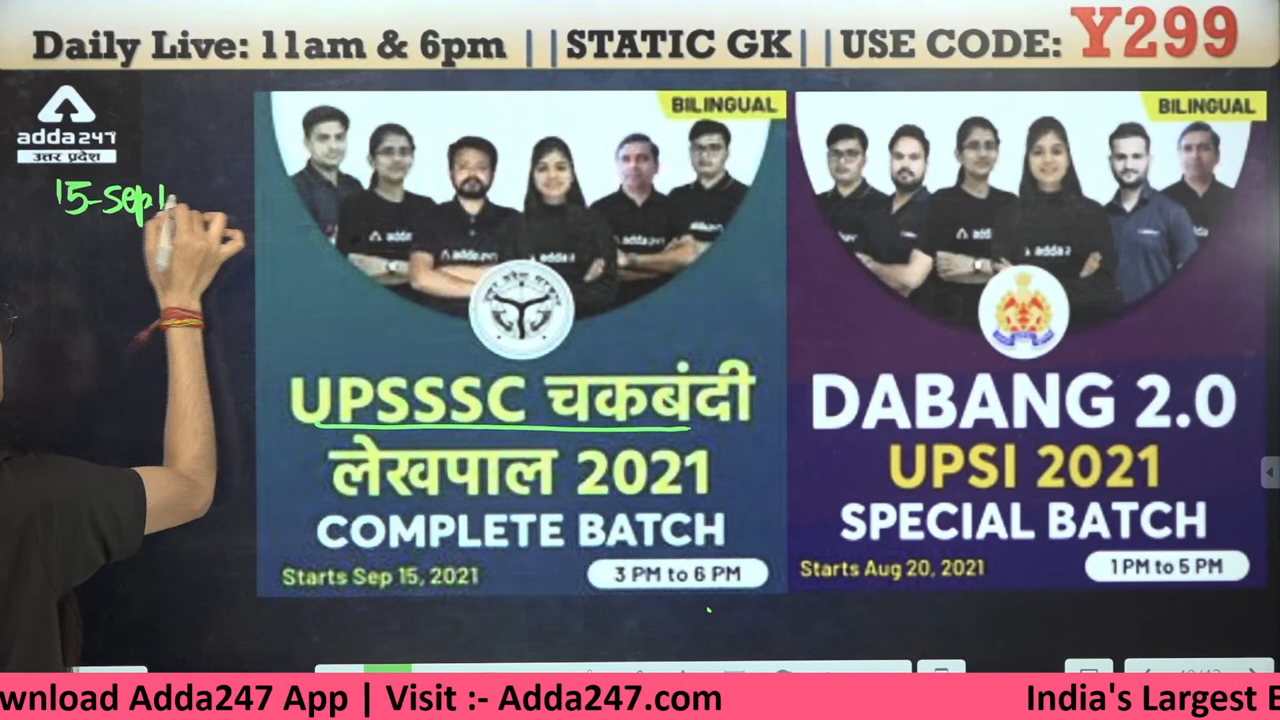 Daily Live: 11am & 6pm ||STATIC GK||USE CODE: Y299
adda247
उत्तर प्रदेश
15-Sep
BILINGUAL
UPSSSC चकबंदी
लेखपाल 2021
COMPLETE BATCH
Starts Sep 15, 2021
3 PM to 6 PM
BILINGUAL
DABANG 2.0
UPSI 2021
SPECIAL BATCH
Starts Aug 20, 2021
1 PM to 5 PM
wnload Adda247 App | Visit :- Adda247.com
India's Largest E